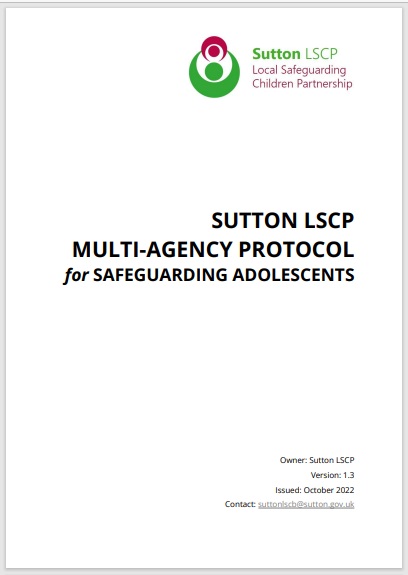 Sutton LSCP
Local Safeguarding
Children Partnership
SUTTON LSCP
MULTI-AGENCY PROTOCOL
for SAFEGUARDING ADOLESCENTS
Owner: Sutton LSCP
Version: 1.3
Issued: October 2022
Contact: suttonlscb@sutton.gov.uk